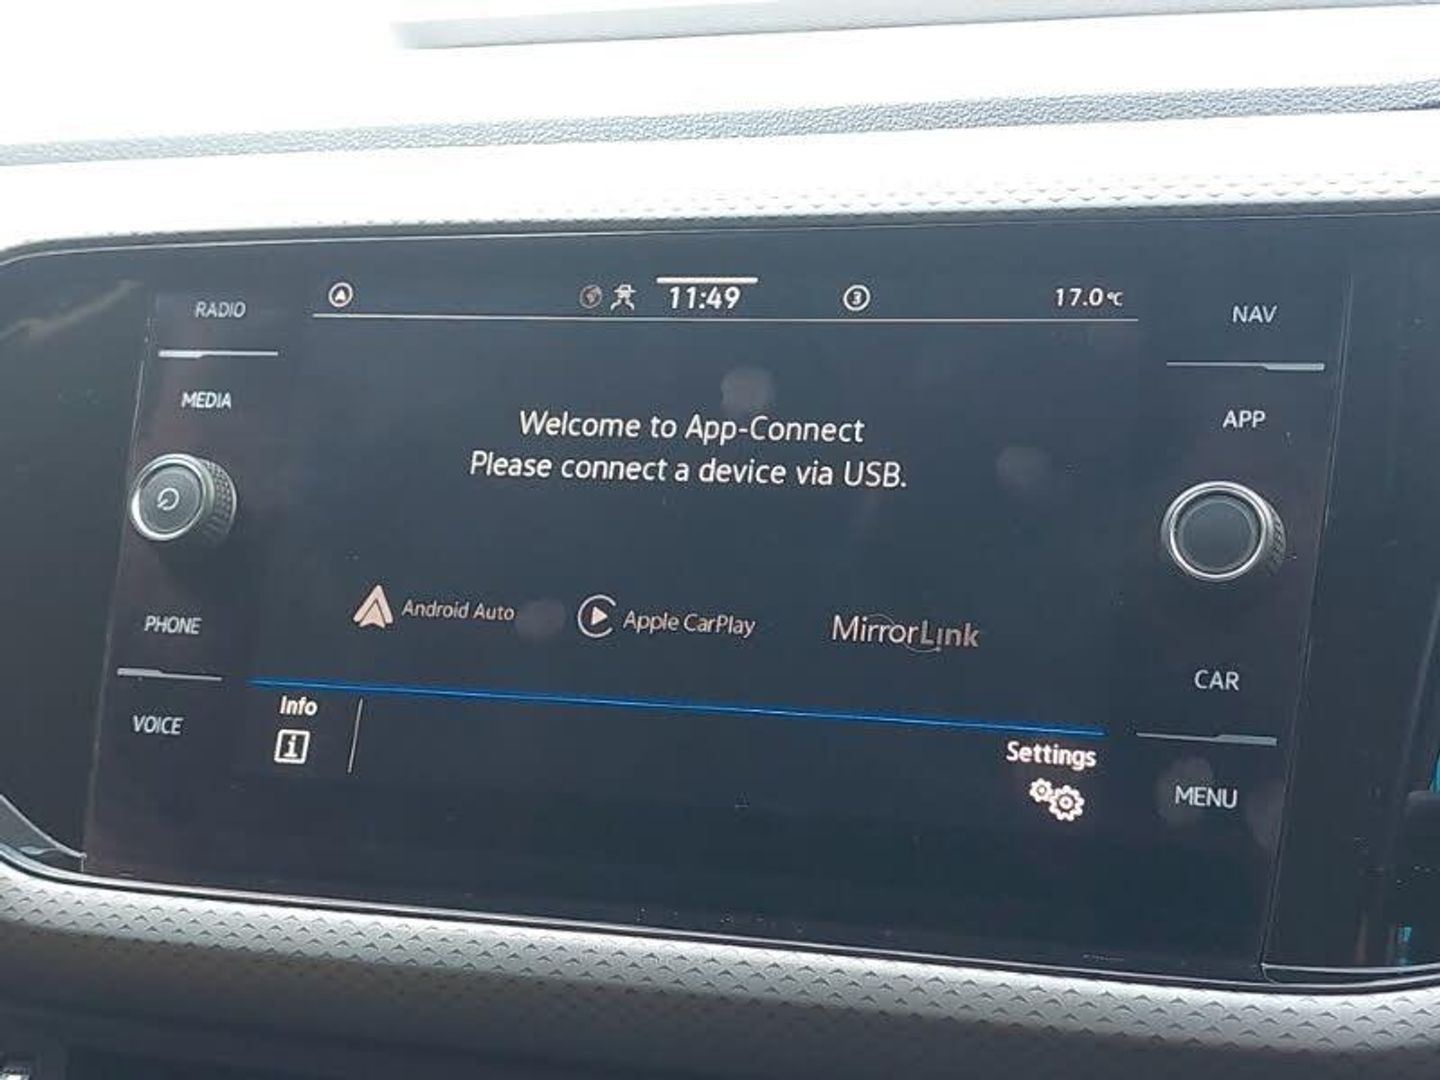 RADIO
3
11:49
17.0°C
NAV
MEDIA
APP
Welcome to App-Connect
Please connect a device via USB.
Android Auto
Apple CarPlay
MirrorLink
PHONE
CAR
VOICE
Info
i
Settings
MENU